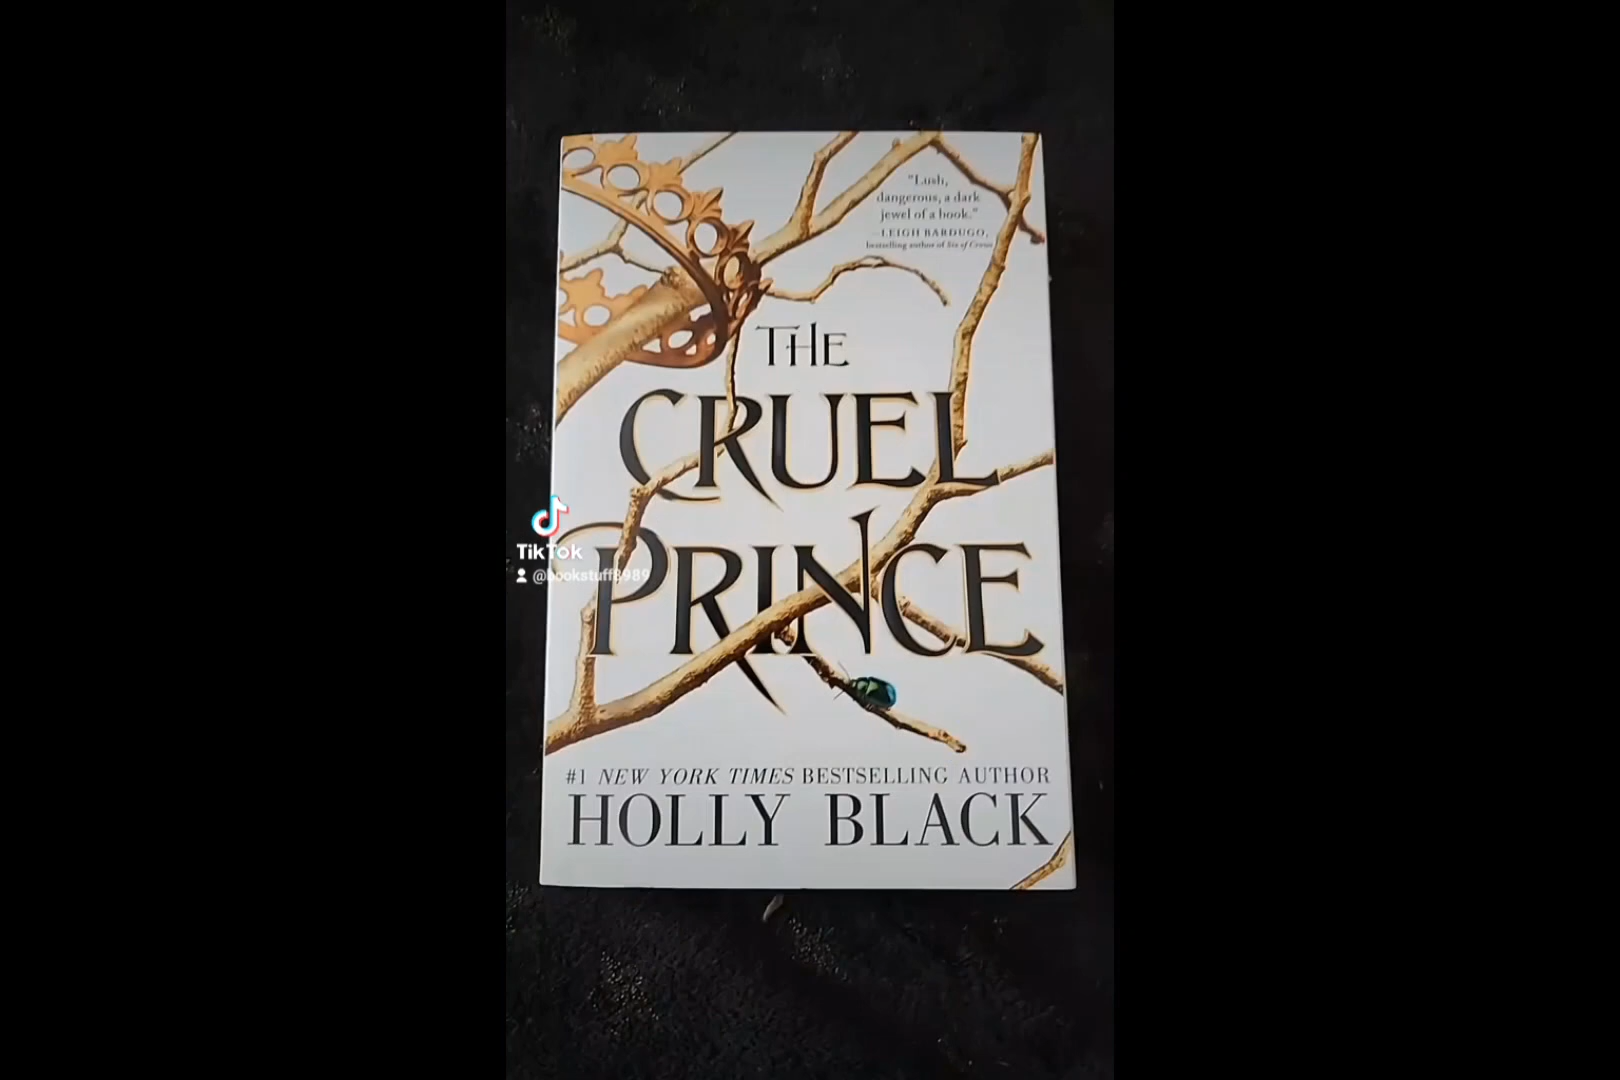 "Lush,
dangerous, a dark
jewel of a book."
—LEIGH BARDUGO,
bestselling author of Six of Crows
THE
CRUEL
PRINCE
#1 NEW YORK TIMES BESTSELLING AUTHOR
HOLLY BLACK
TikTok
@bookstuff8989